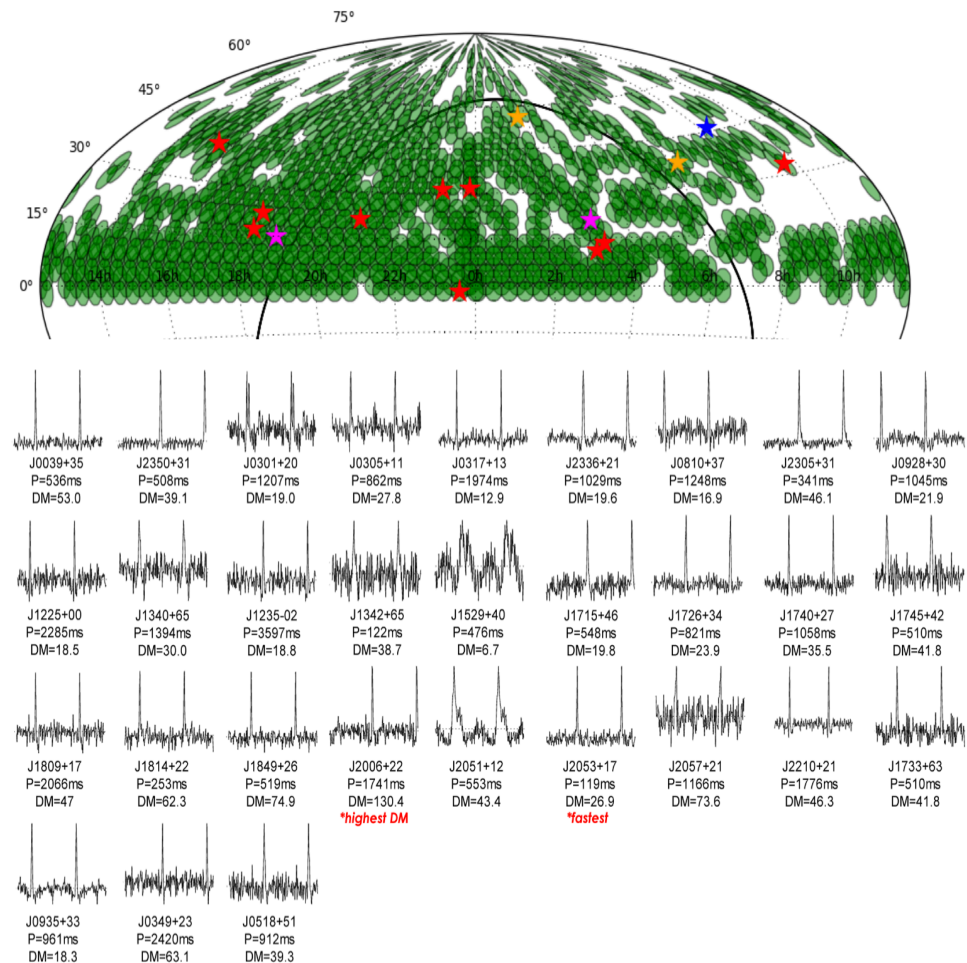 75°
60°
45°
30°
15°
0°
14h 16h 18h 20h 22h 0h 2h 4h 6h 8h 10h
J0039+35 J2350+31 J0301+20 J0305+11 J0317+13 J2336+21 J0810+37 J2305+31 J0928+30
P=536ms P=508ms P=1207ms P=862ms P=1974ms P=1029ms P=1248ms P=341ms P=1045ms
DM=53.0 DM=39.1 DM=19.0 DM=27.8 DM=12.9 DM=19.6 DM=16.9 DM=46.1 DM=21.9
J1225+00 J1340+65 J1235-02 J1342+65 J1529+40 J1715+46 J1726+34 J1740+27 J1745+42
P=2285ms P=1394ms P=3597ms P=122ms P=476ms P=548ms P=821ms P=1058ms P=510ms
DM=18.5 DM=30.0 DM=18.8 DM=38.7 DM=6.7 DM=19.8 DM=23.9 DM=35.5 DM=41.8
J1809+17 J1814+22 J1849+26 J2006+22 J2051+12 J2053+17 J2057+21 J2210+21 J1733+63
P=2066ms P=253ms P=519ms P=1741ms P=553ms P=119ms P=1166ms P=1776ms P=510ms
DM=47 DM=62.3 DM=74.9 DM=130.4 DM=43.4 DM=26.9 DM=73.6 DM=46.3 DM=41.8
*highest DM *fastest
J0935+33 J0349+23 J0518+51
P=961ms P=2420ms P=912ms
DM=18.3 DM=63.1 DM=39.3